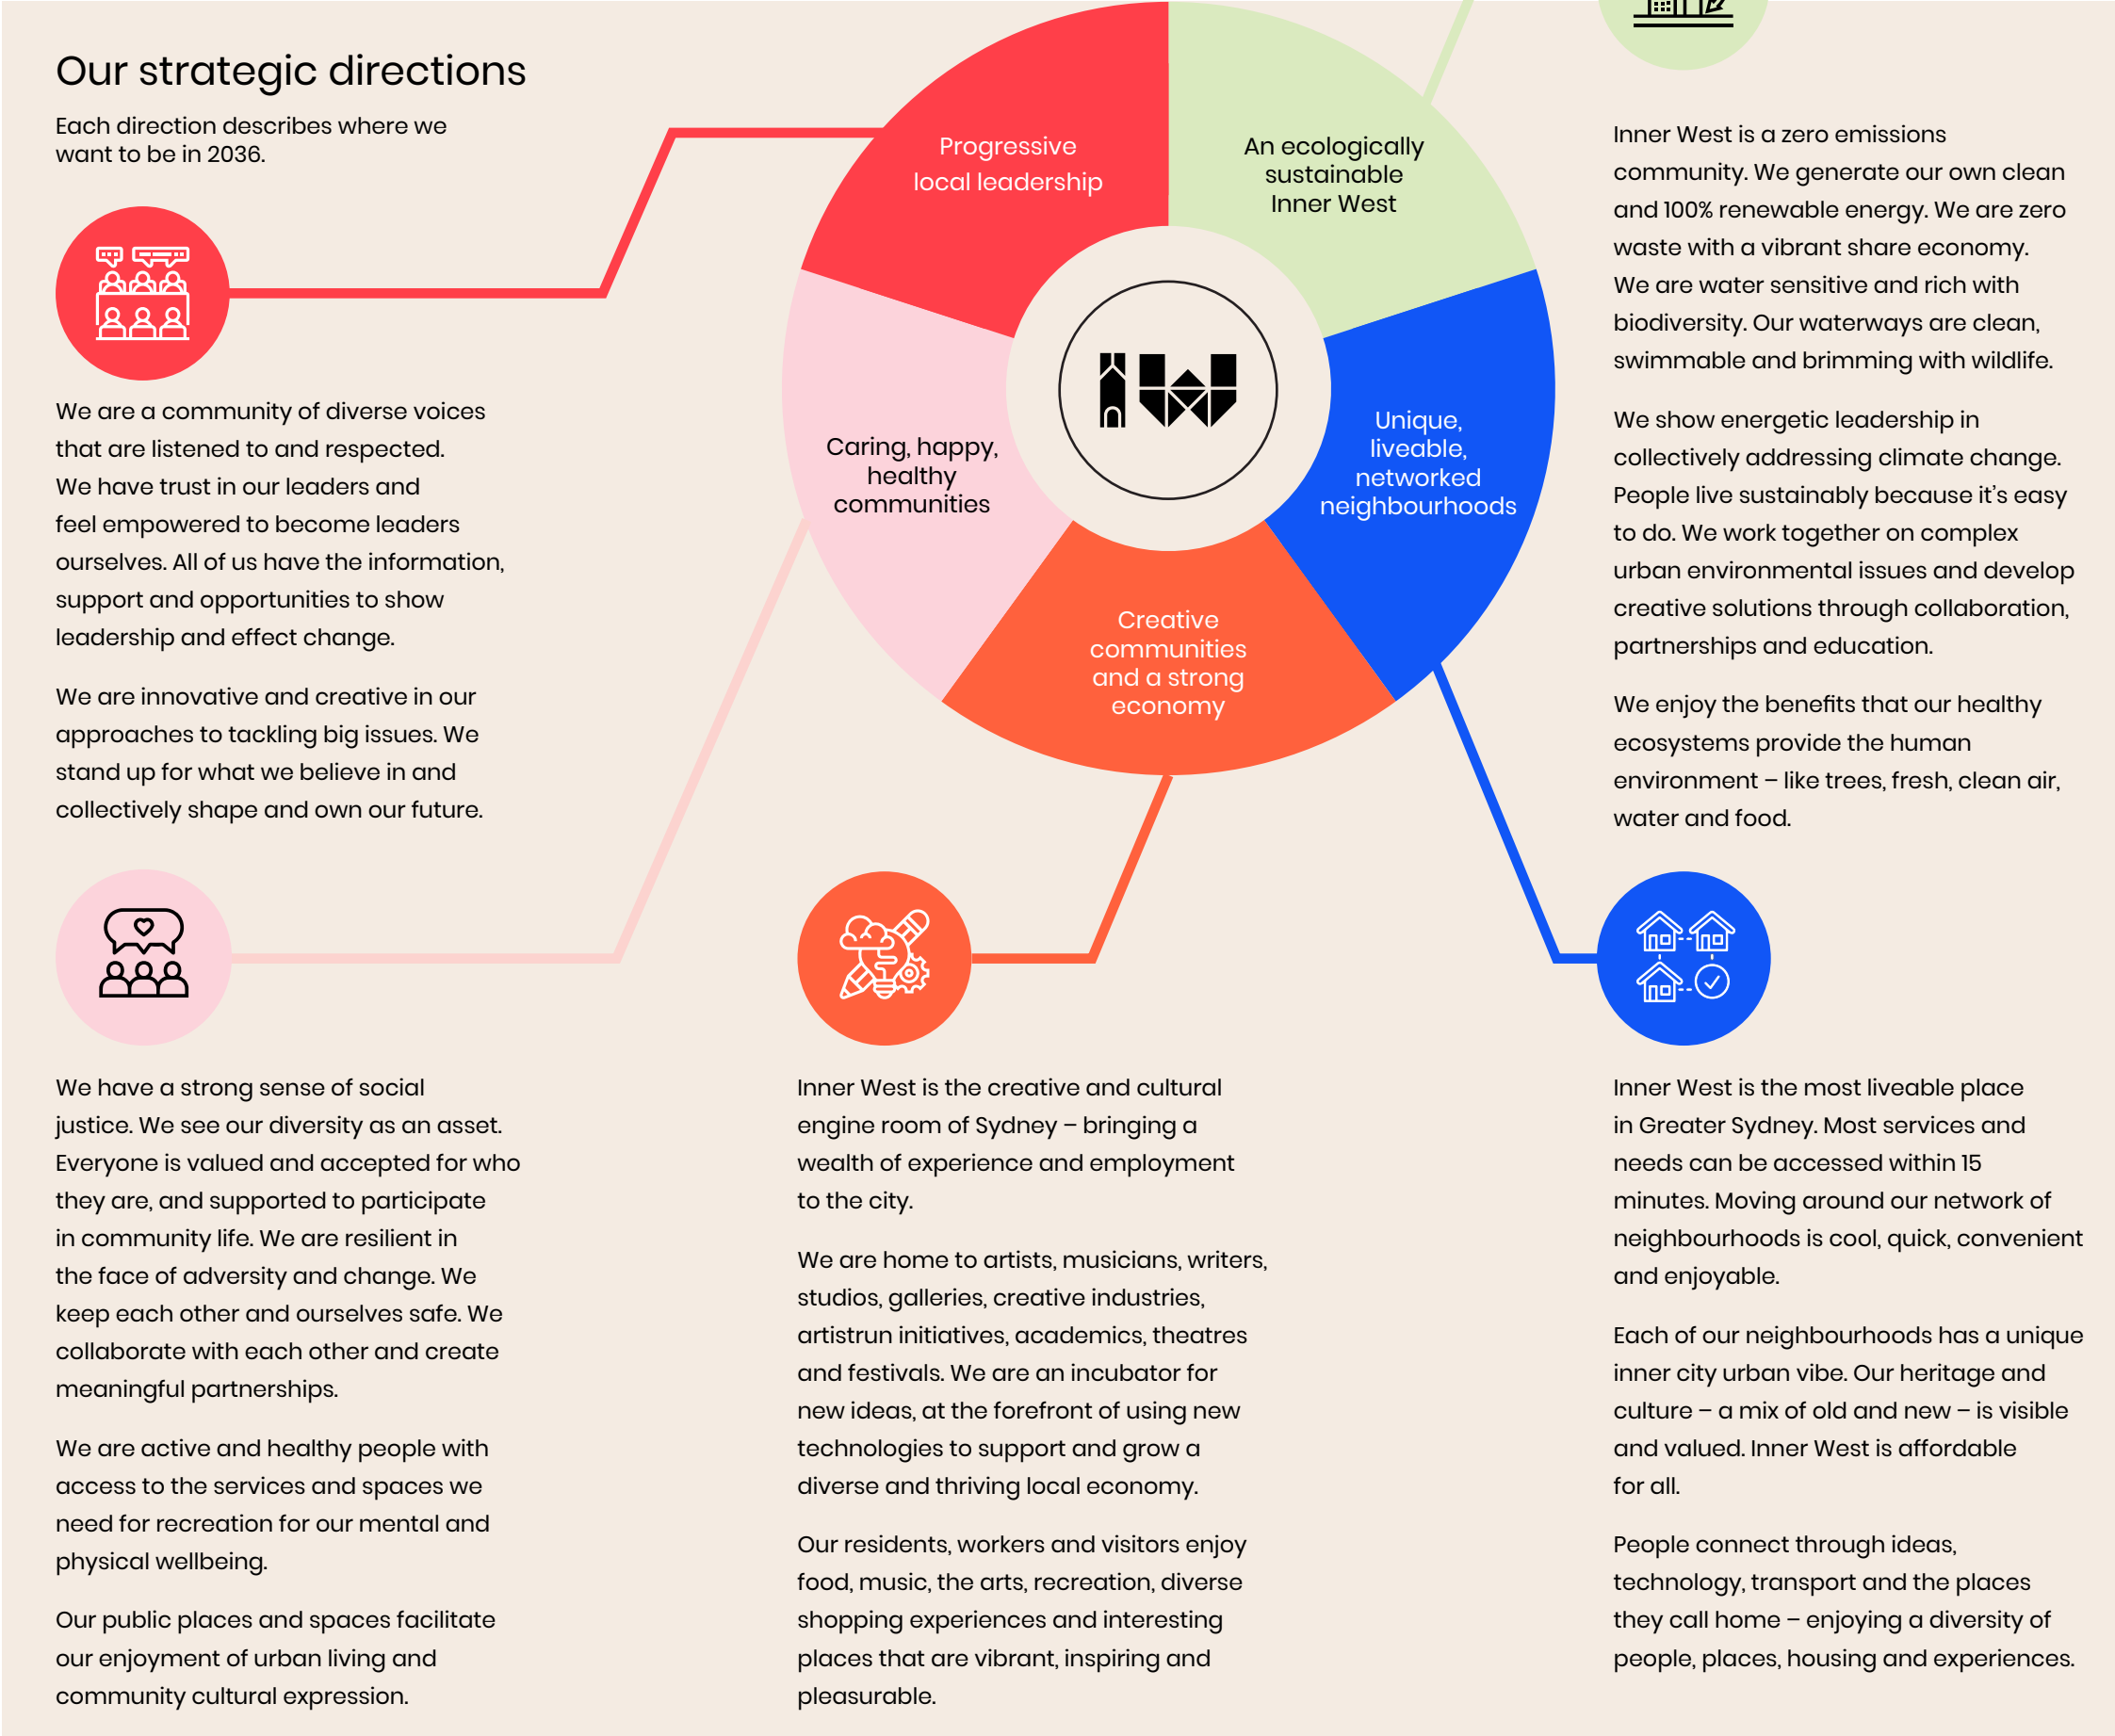 Our strategic directions
Each direction describes where we
want to be in 2036.
We are a community of diverse voices
that are listened to and respected.
We have trust in our leaders and
feel empowered to become leaders
ourselves. All of us have the information,
support and opportunities to show
leadership and effect change.
We are innovative and creative in our
approaches to tackling big issues. We
stand up for what we believe in and
collectively shape and own our future.
Progressive
local leadership
An ecologically
sustainable
Inner West
Caring, happy,
healthy
communities
IW
Unique,
liveable,
networked
neighbourhoods
Creative
communities
and a strong
economy
Inner West is a zero emissions
community. We generate our own clean
and 100% renewable energy. We are zero
waste with a vibrant share economy.
We are water sensitive and rich with
biodiversity. Our waterways are clean,
swimmable and brimming with wildlife.
We show energetic leadership in
collectively addressing climate change.
People live sustainably because it’s easy
to do. We work together on complex
urban environmental issues and develop
creative solutions through collaboration,
partnerships and education.
We enjoy the benefits that our healthy
ecosystems provide the human
environment – like trees, fresh, clean air,
water and food.
We have a strong sense of social
justice. We see our diversity as an asset.
Everyone is valued and accepted for who
they are, and supported to participate
in community life. We are resilient in
the face of adversity and change. We
keep each other and ourselves safe. We
collaborate with each other and create
meaningful partnerships.
We are active and healthy people with
access to the services and spaces we
need for recreation for our mental and
physical wellbeing.
Our public places and spaces facilitate
our enjoyment of urban living and
community cultural expression.
Inner West is the creative and cultural
engine room of Sydney – bringing a
wealth of experience and employment
to the city.
We are home to artists, musicians, writers,
studios, galleries, creative industries,
artistrun initiatives, academics, theatres
and festivals. We are an incubator for
new ideas, at the forefront of using new
technologies to support and grow a
diverse and thriving local economy.
Our residents, workers and visitors enjoy
food, music, the arts, recreation, diverse
shopping experiences and interesting
places that are vibrant, inspiring and
pleasurable.
Inner West is the most liveable place
in Greater Sydney. Most services and
needs can be accessed within 15
minutes. Moving around our network of
neighbourhoods is cool, quick, convenient
and enjoyable.
Each of our neighbourhoods has a unique
inner city urban vibe. Our heritage and
culture – a mix of old and new – is visible
and valued. Inner West is affordable
for all.
People connect through ideas,
technology, transport and the places
they call home – enjoying a diversity of
people, places, housing and experiences.